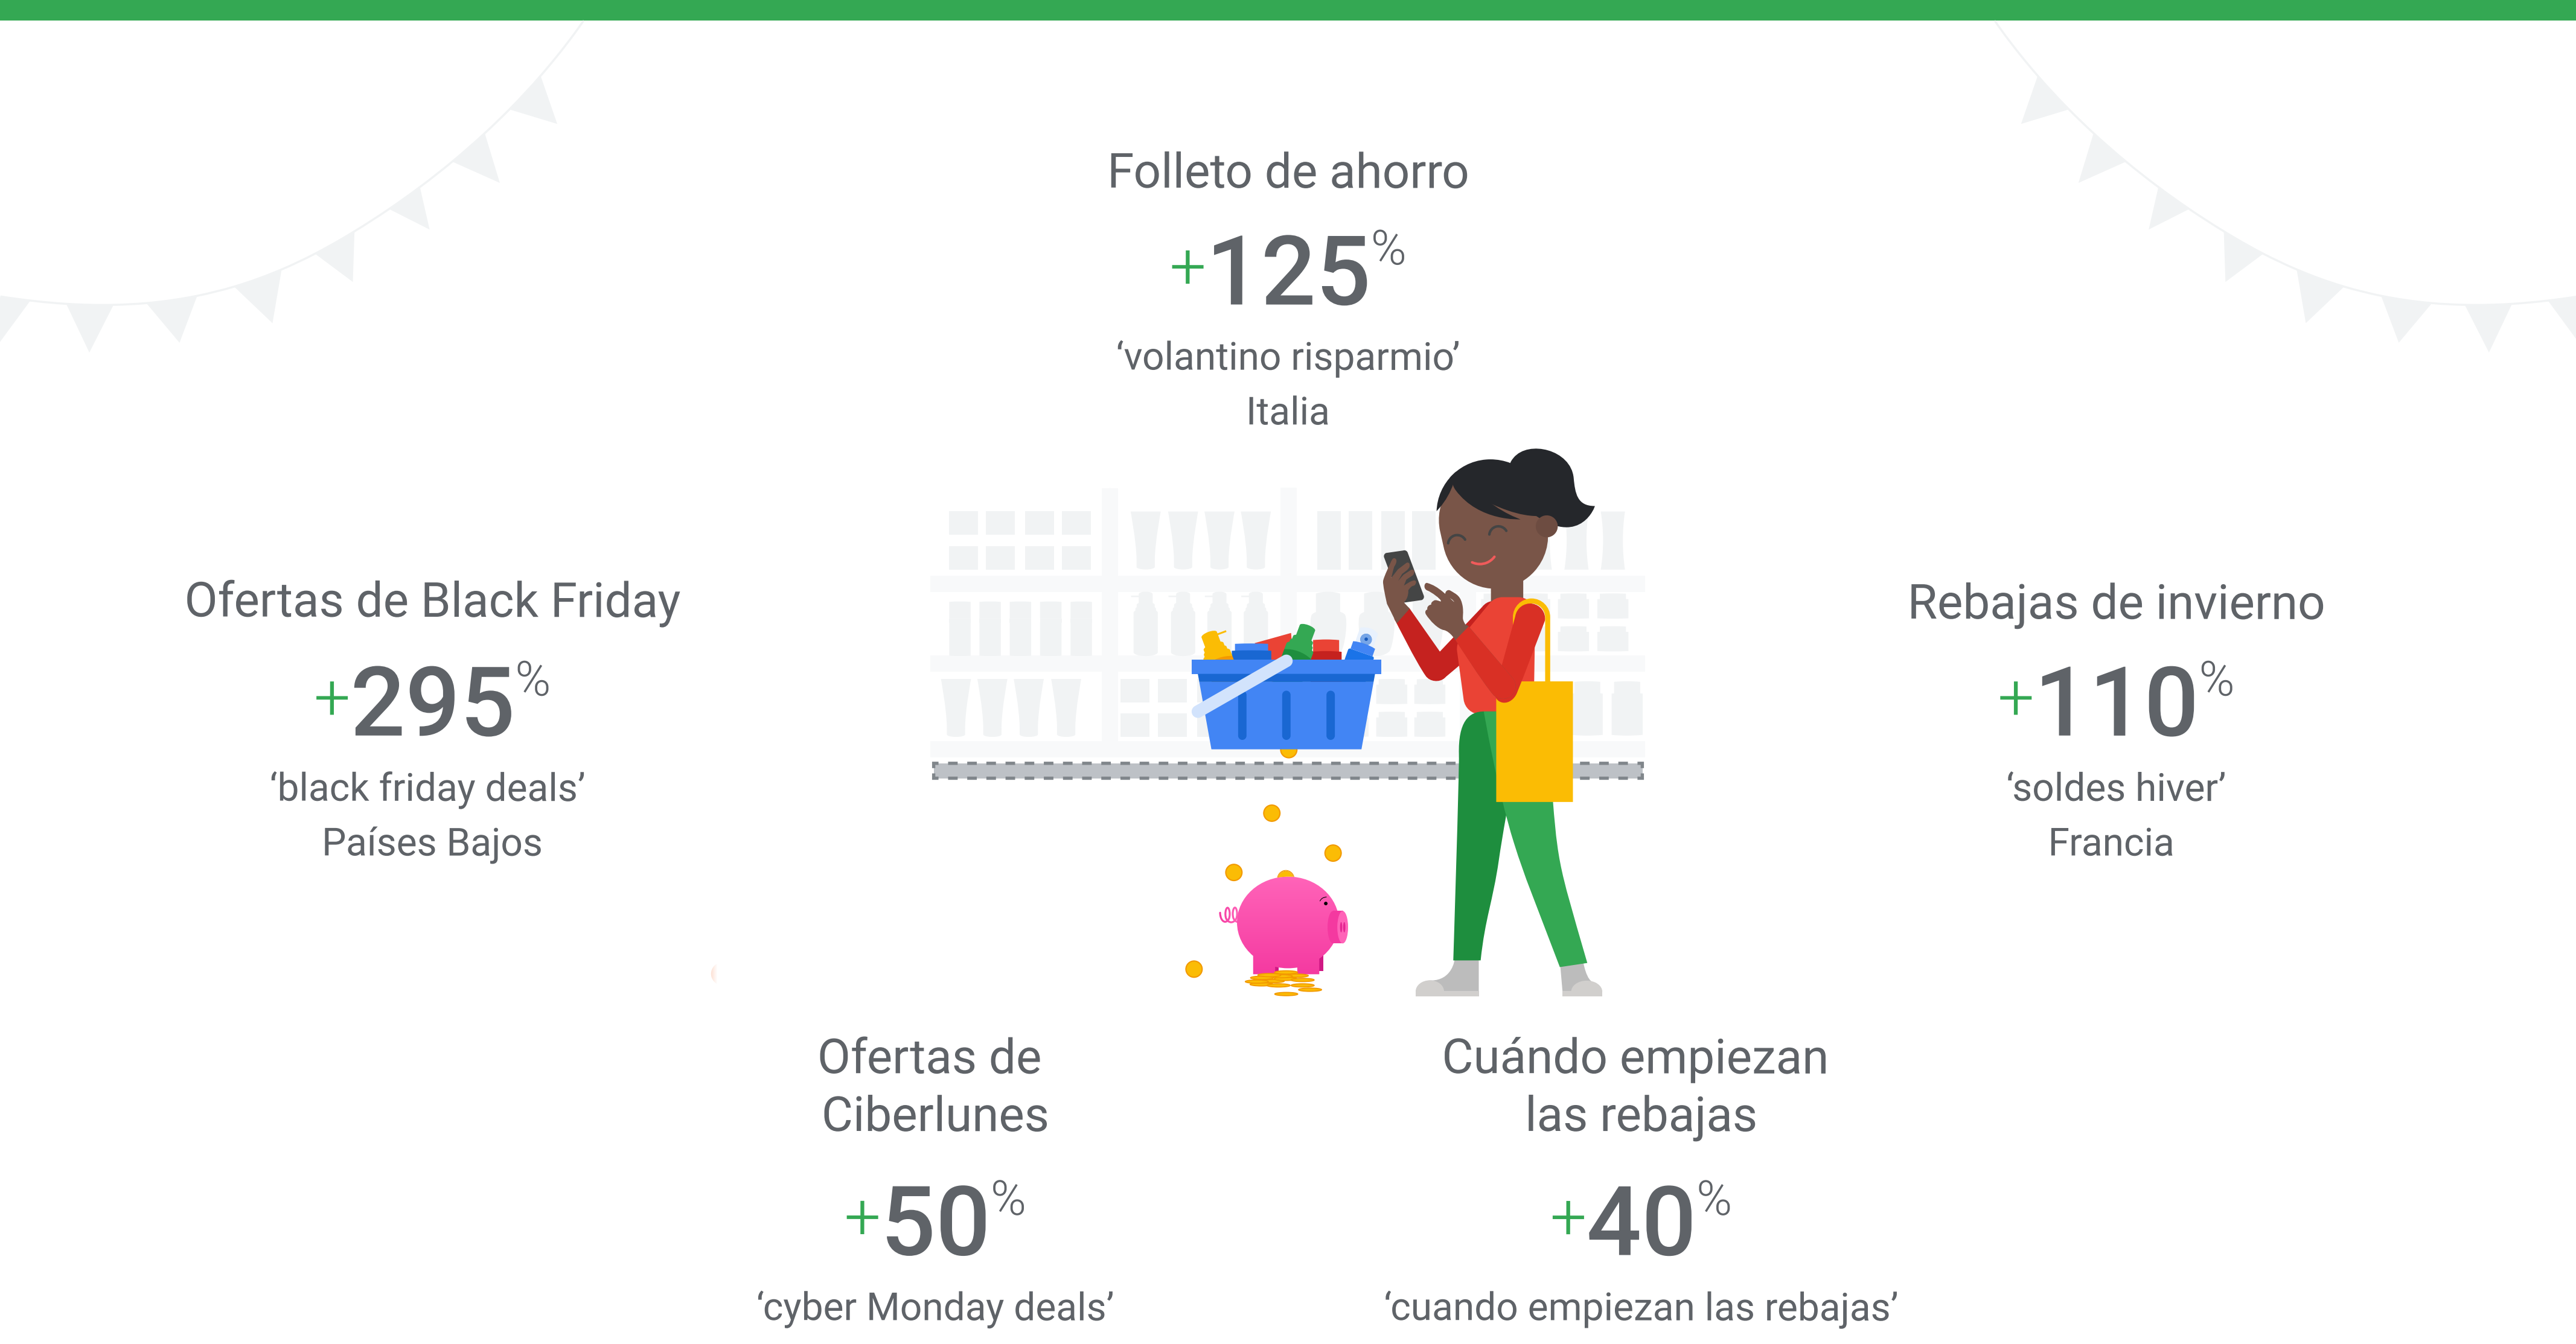 Folleto de ahorro
+125%
‘volantino risparmio’
Italia
Ofertas de Black Friday
+295%
‘black friday deals’
Países Bajos
Rebajas de invierno
+110%
‘soldes hiver’
Francia
Ofertas de
Ciberlunes
+50%
‘cyber Monday deals’
Cuándo empiezan
las rebajas
+40%
‘cuando empiezan las rebajas’